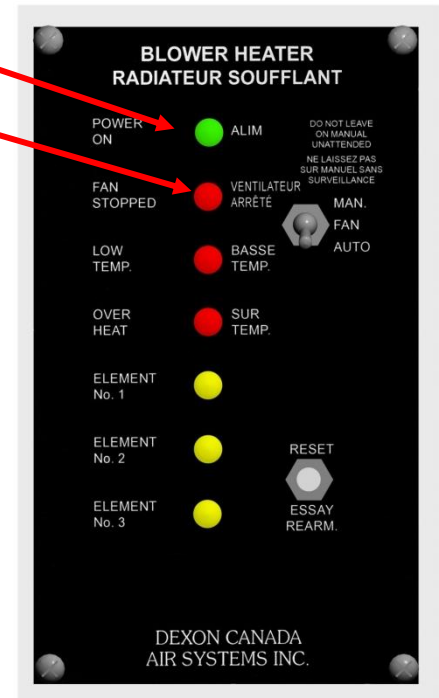 BLOWER HEATER
RADIATEUR SOUFFLANT
POWER
ON
ALIM
DO NOT LEAVE
ON MANUAL
UNATTENDED
NE LAISSEZ PAS
SUR MANUEL SANS
SURVEILLANCE
FAN
STOPPED
VENTILATEUR
ARRÊTÉ
MAN.
FAN
AUTO
LOW
TEMP.
BASSE
TEMP.
OVER
HEAT
SUR
TEMP.
ELEMENT
No. 1
ELEMENT
No. 2
RESET
ELEMENT
No. 3
ESSAY
REARM.
DEXON CANADA
AIR SYSTEMS INC.